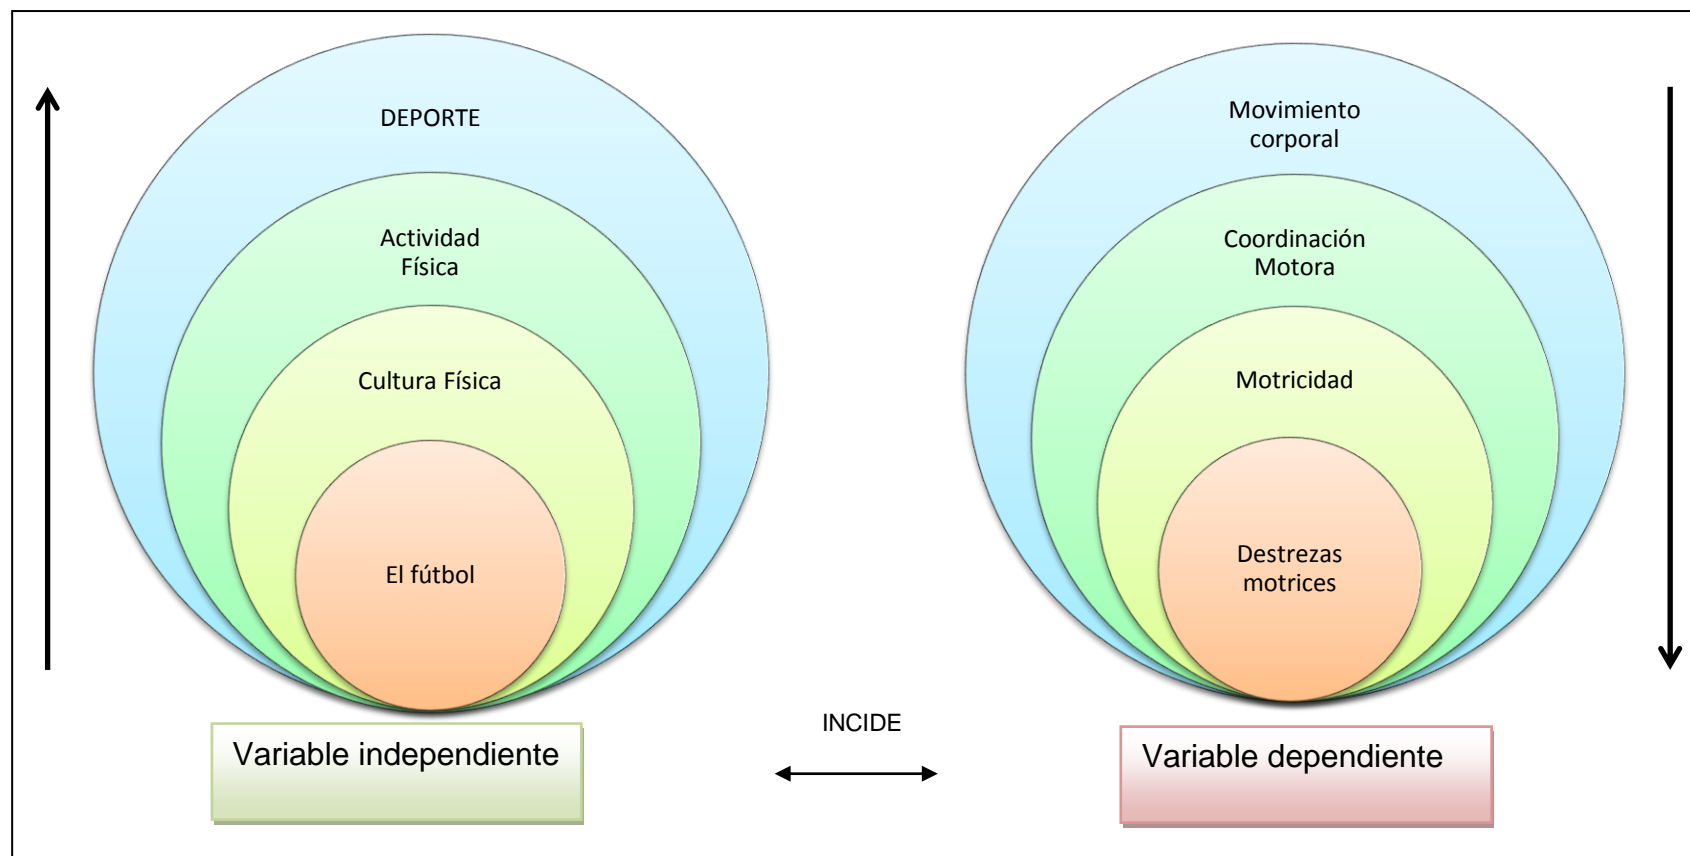 DEPORTE
Actividad
Física
Cultura Física
El fútbol
Variable independiente
INCIDE
Movimiento
corporal
Coordinación
Motora
Motricidad
Destrezas
motrices
Variable dependiente